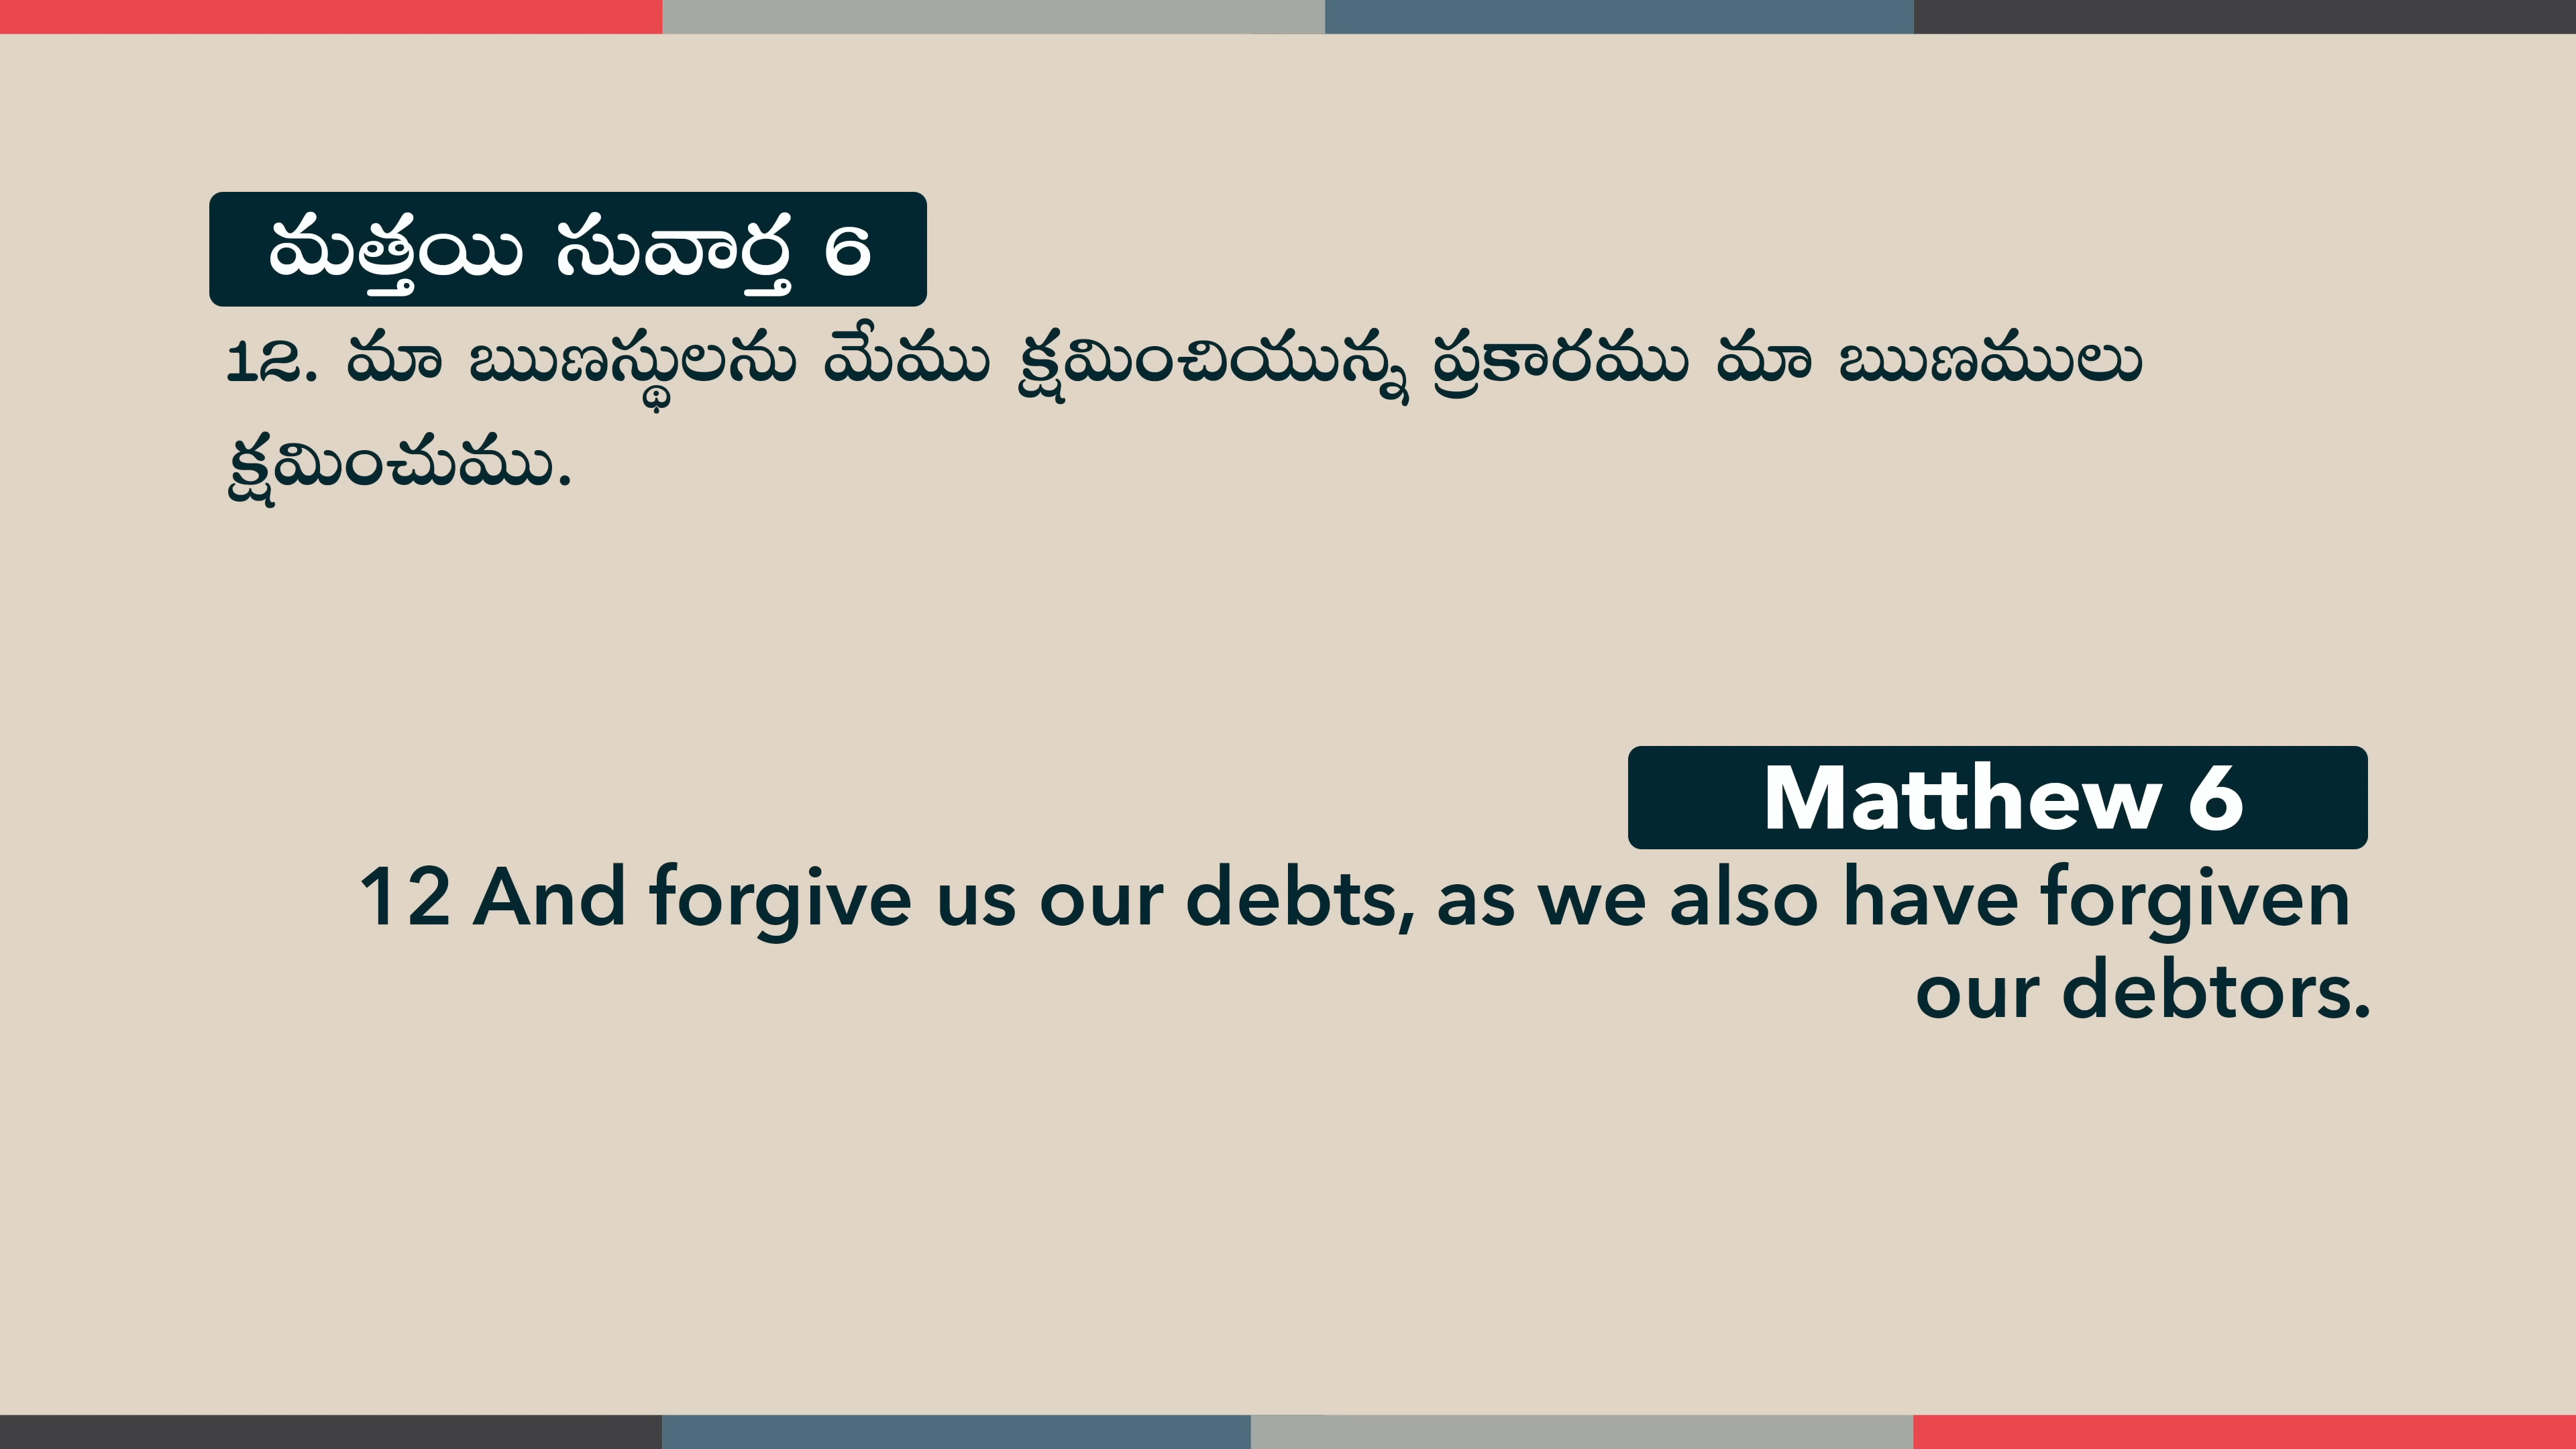 మత్తయి సువార్త 6
12. మా ఋణస్థులను మేము క్షమించియున్న ప్రకారము మా ఋణములు
క్షమించుము.
Matthew 6
12 And forgive us our debts, as we also have forgiven
our debtors.